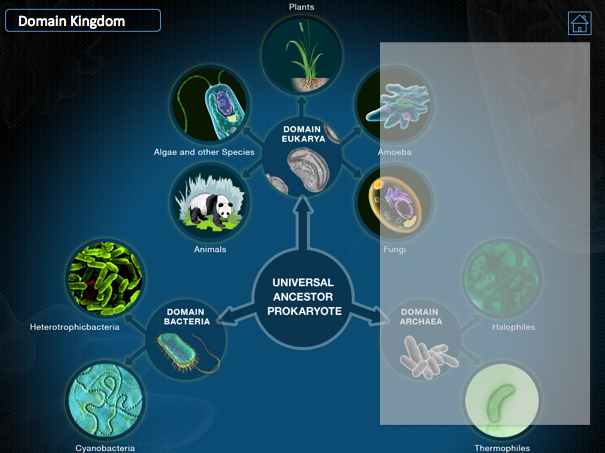 Domain Kingdom
Plants
DOMAIN
EUKARYA
Algae and other Species
Amoeba
Animals
Fungi
UNIVERSAL
ANCESTOR
PROKARYOTE
DOMAIN
BACTERIA
DOMAIN
ARCHAEA
Heterotrophicbacteria
Halophiles
Cyanobacteria
Thermophiles